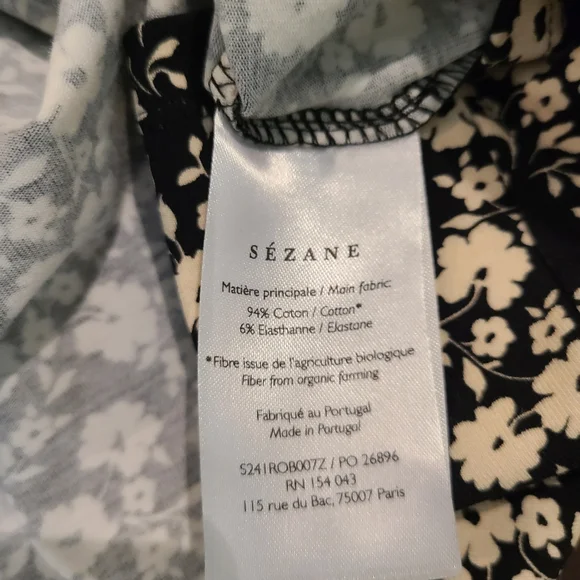 SÉZANE
Matière principale / Main fabric
94% Coton / Cotton*
6% Elasthanne / Elastane
*Fibre issue de l'agriculture biologique
Fiber from organic farming
Fabriqué au Portugal
Made in Portugal
S241ROB007Z / PO 26896
RN 154 043
115 rue du Bac, 75007 Paris